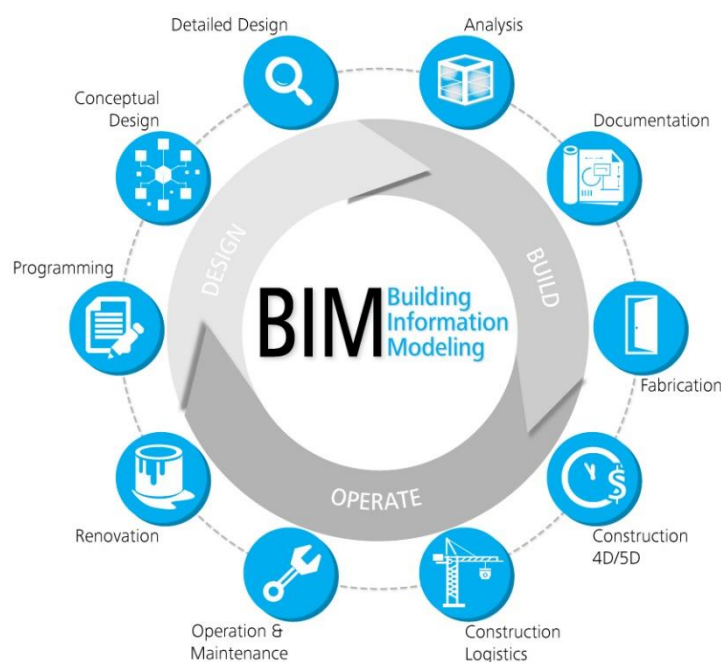 Detailed Design
Analysis
Conceptual
Design
Documentation
Programming
DESIGN
BUILD
BIM
Building
Information
Modeling
Fabrication
Renovation
OPERATE
Construction
4D/5D
Operation &
Maintenance
Construction
Logistics
$